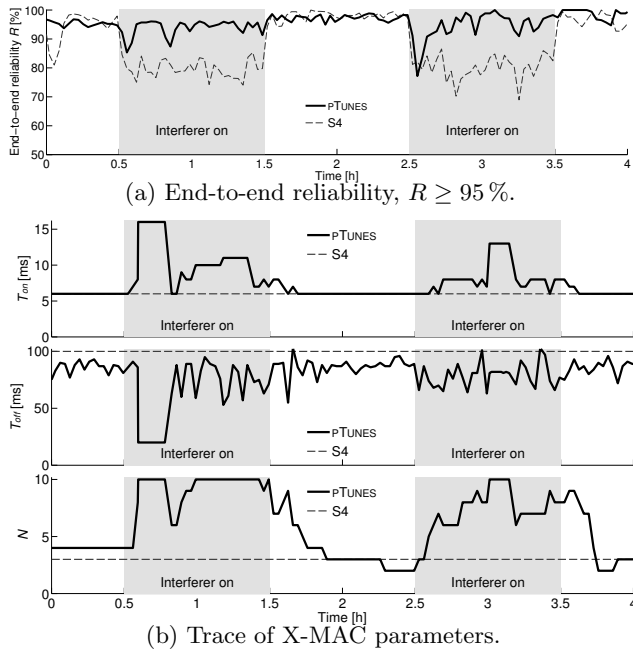 100
90
80
70
60
50
End-to-end reliability R [%]
PTUNES
S4
Interferer on
Interferer on
0 0.5 1 1.5 2 2.5 3 3.5 4
Time [h]
(a) End-to-end reliability, R ≥ 95 %.
15
10
5
0
T_on [ms]
PTUNES
S4
Interferer on
Interferer on
100
50
0
T_off [ms]
PTUNES
S4
Interferer on
Interferer on
10
5
0
N
PTUNES
S4
Interferer on
Interferer on
0 0.5 1 1.5 2 2.5 3 3.5 4
Time [h]
(b) Trace of X-MAC parameters.